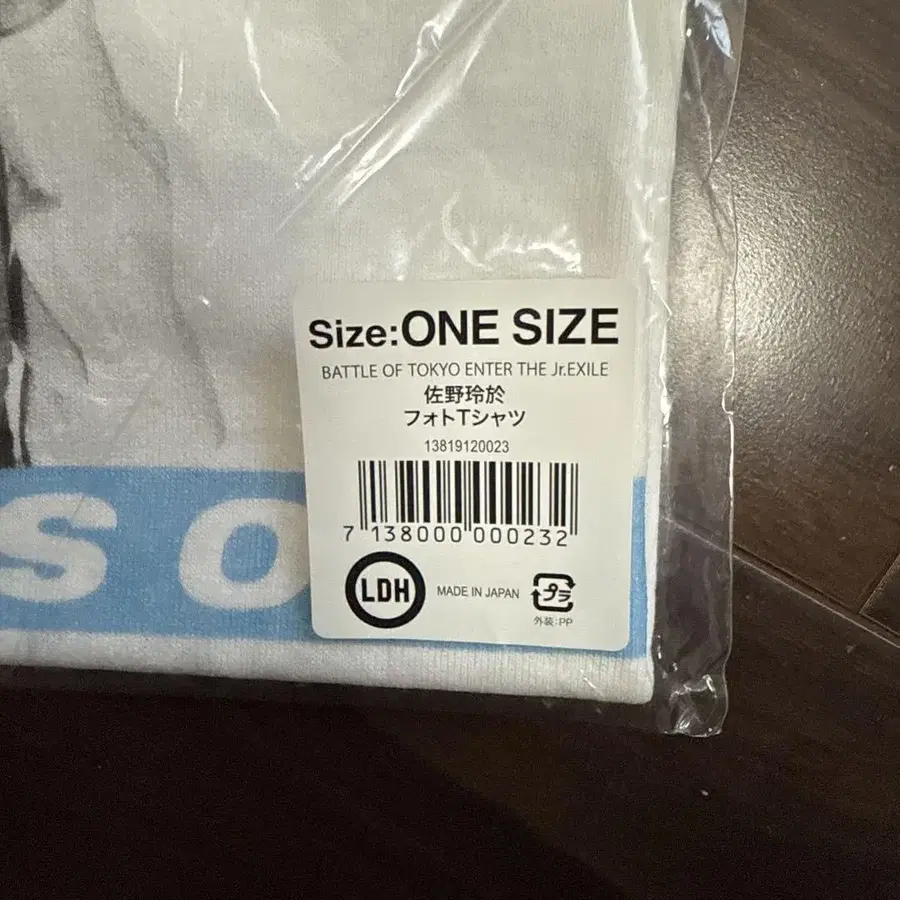 Size:ONE SIZE
BATTLE OF TOKYO ENTER THE Jr.EXILE
佐野玲於
フォトTシャツ
13819120023
7 138000 000232
LDH
MADE IN JAPAN
プラ
外装:PP
SO